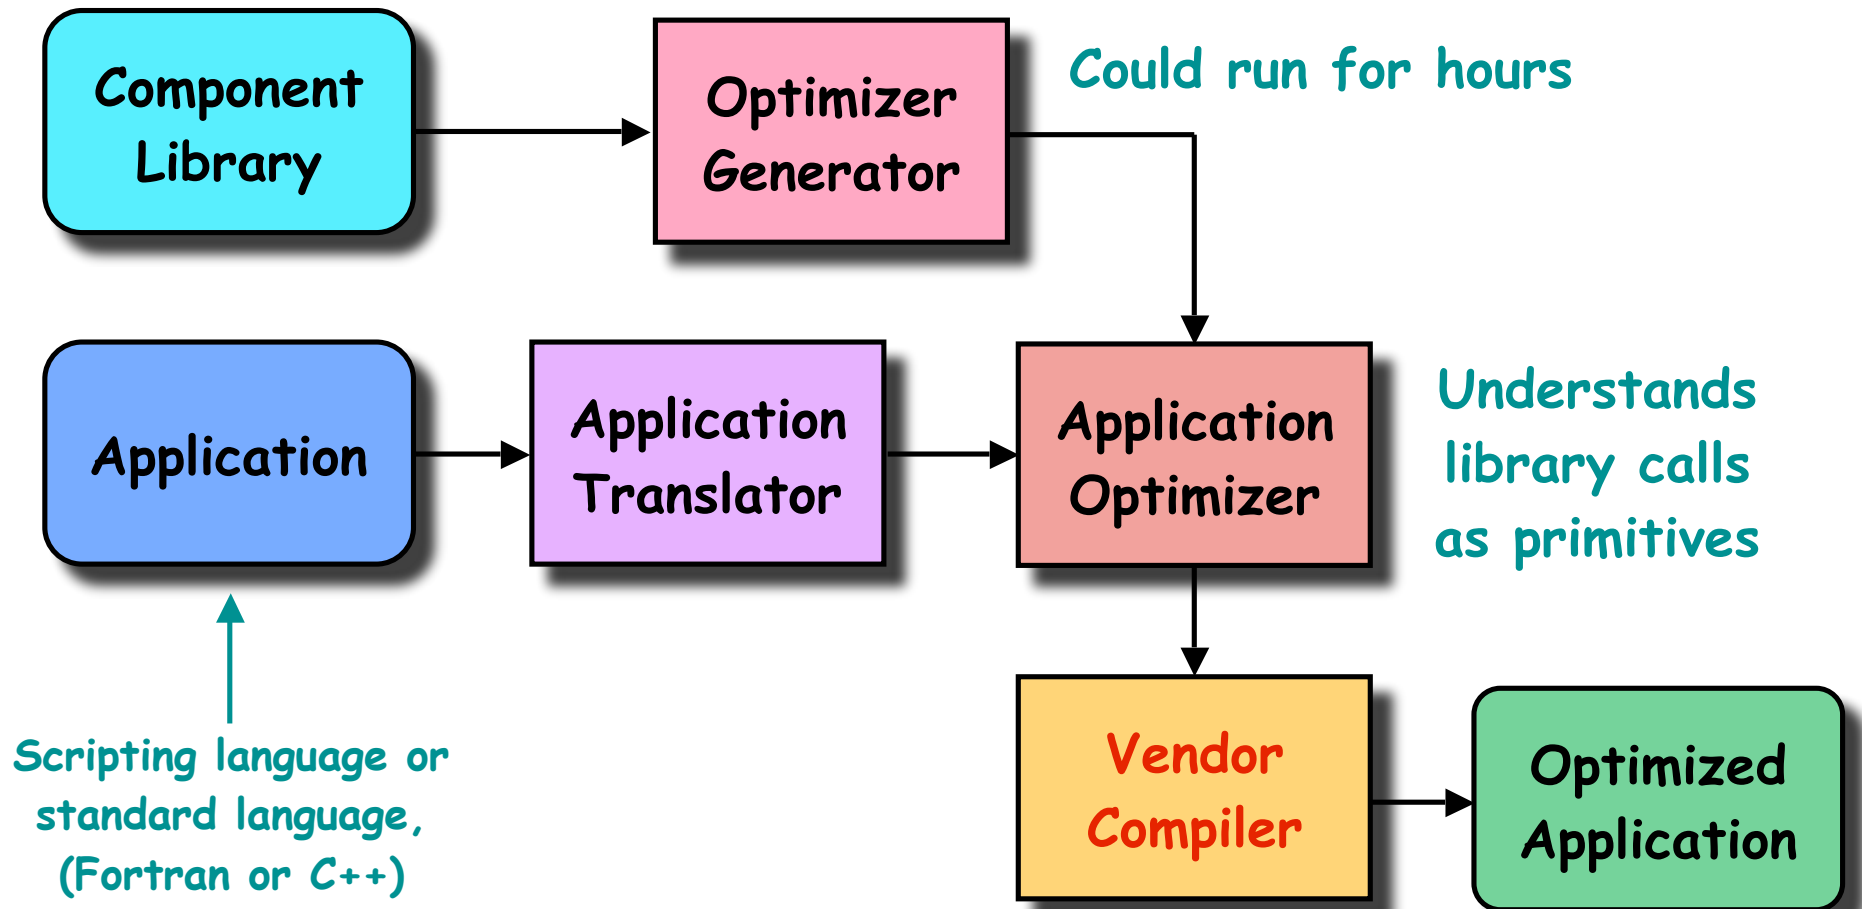 Component
Library
Optimizer
Generator
Could run for hours
Application
Application
Translator
Application
Optimizer
Understands
library calls
as primitives
Scripting language or
standard language,
(Fortran or C++)
Vendor
Compiler
Optimized
Application